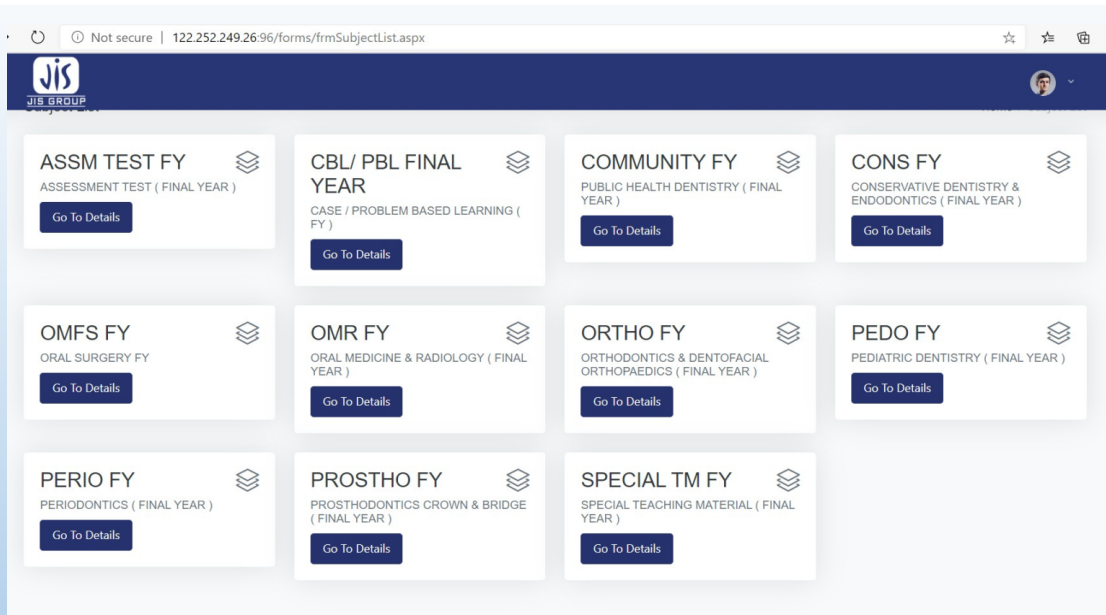 Not secure | 122.252.249.26:96/forms/frmSubjectList.aspx
JIS
JIS GROUP
Subject List
ASSM TEST FY
ASSESSMENT TEST ( FINAL YEAR )
Go To Details
CBL/ PBL FINAL
YEAR
CASE / PROBLEM BASED LEARNING (
FY )
Go To Details
COMMUNITY FY
PUBLIC HEALTH DENTISTRY ( FINAL
YEAR )
Go To Details
CONS FY
CONSERVATIVE DENTISTRY &
ENDODONTICS ( FINAL YEAR )
Go To Details
OMFS FY
ORAL SURGERY FY
Go To Details
OMR FY
ORAL MEDICINE & RADIOLOGY ( FINAL
YEAR )
Go To Details
ORTHO FY
ORTHODONTICS & DENTOFACIAL
ORTHOPAEDICS ( FINAL YEAR )
Go To Details
PEDO FY
PEDIATRIC DENTISTRY ( FINAL YEAR )
Go To Details
PERIO FY
PERIODONTICS ( FINAL YEAR )
Go To Details
PROSTHO FY
PROSTHODONTICS CROWN & BRIDGE
( FINAL YEAR )
Go To Details
SPECIAL TM FY
SPECIAL TEACHING MATERIAL ( FINAL
YEAR )
Go To Details